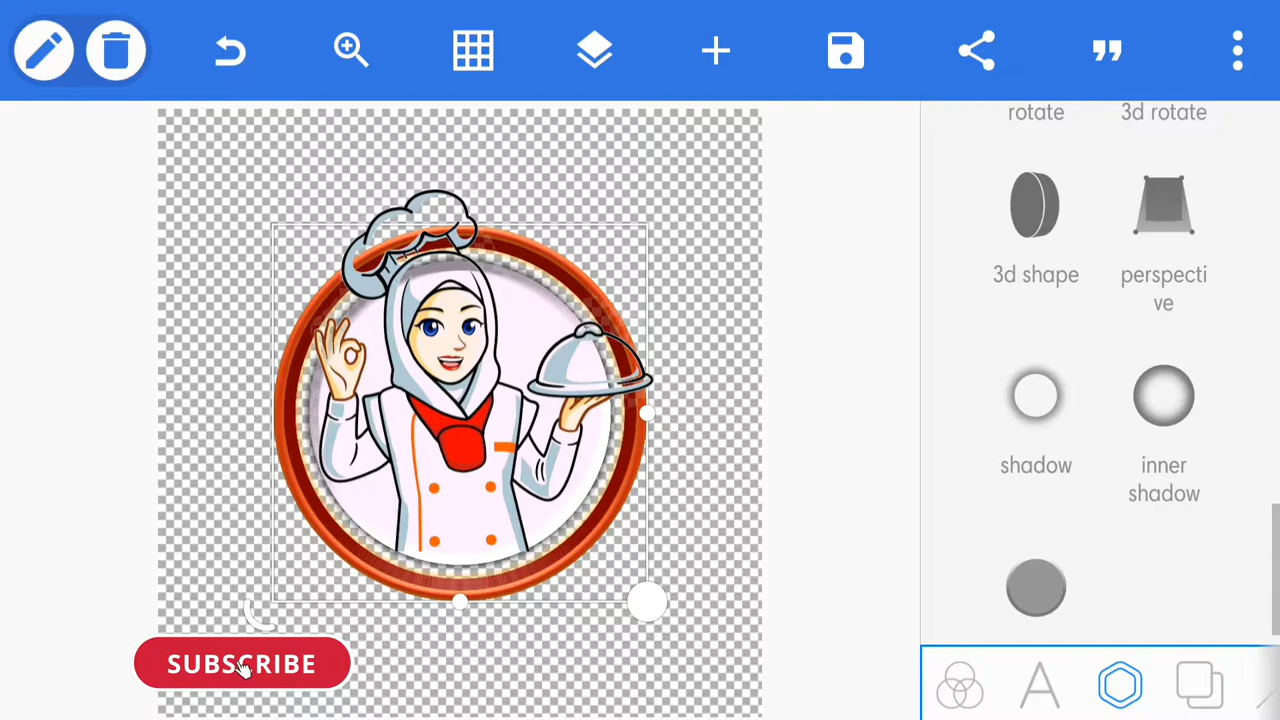 rotate
3d rotate
3d shape
perspecti
ve
shadow
inner
shadow
SUBSCRIBE